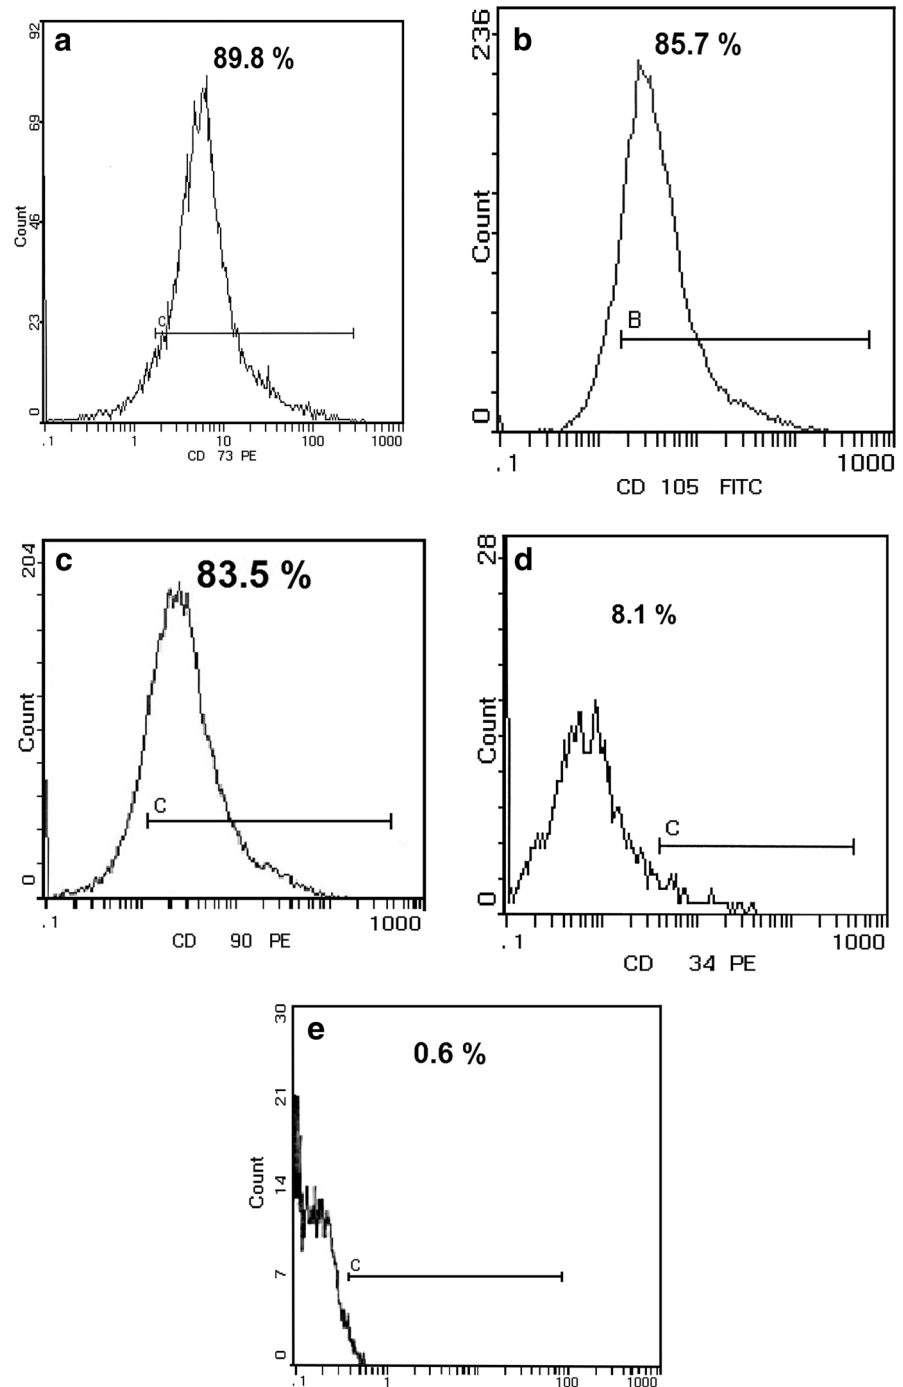 a
89.8 %
92
69
46
23
0
Count
C
.1 1 10 100 1000
CD 73 PE
b
85.7 %
236
0
Count
B
.1 1000
CD 105 FITC
c
83.5 %
204
0
Count
C
.1 1000
CD 90 PE
d
8.1 %
28
0
Count
C
.1 1000
CD 34 PE
e
0.6 %
30
21
14
7
0
Count
C
.1 1 100 1000